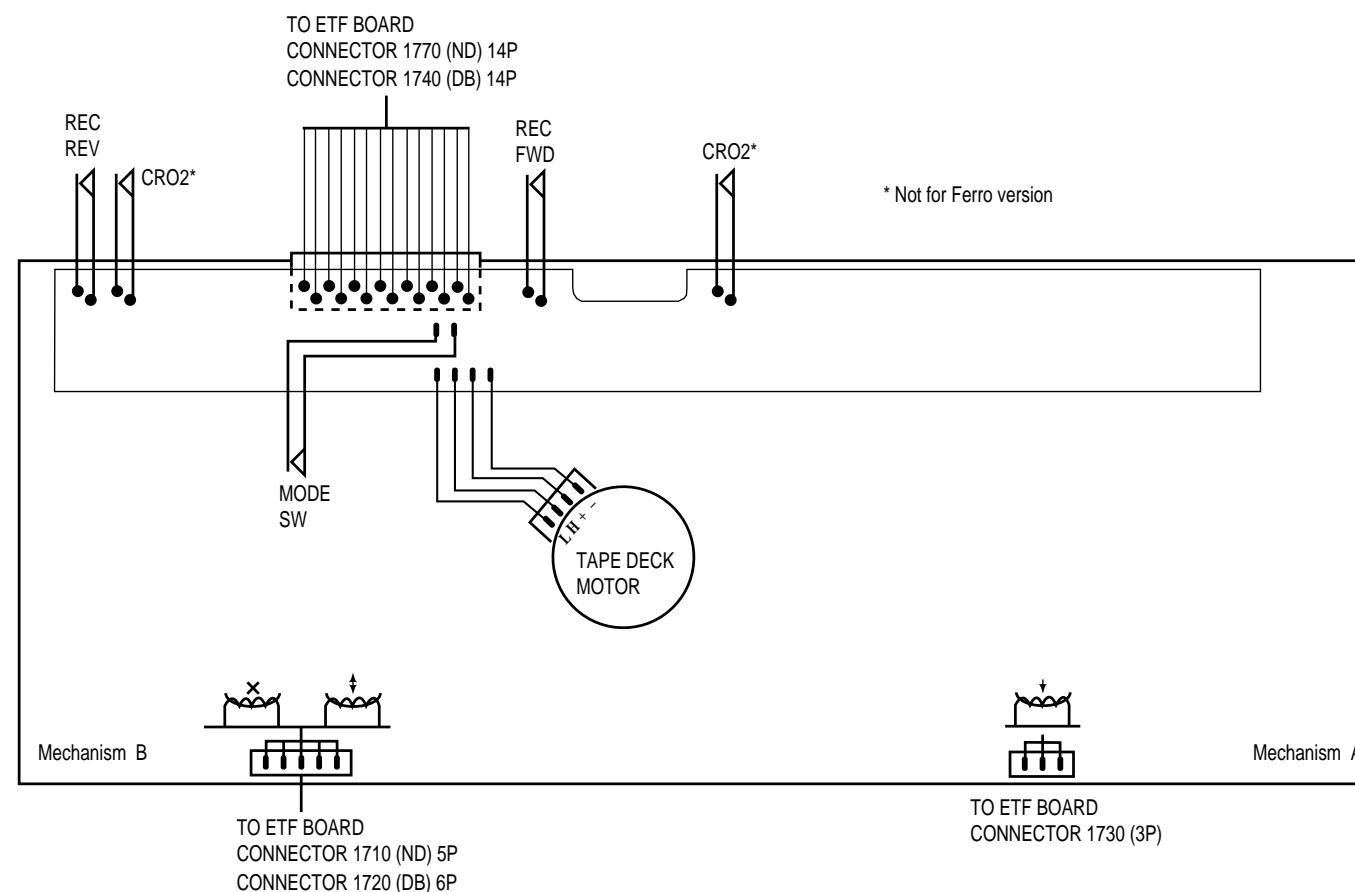 TO ETF BOARD
CONNECTOR 1770 (ND) 14P
CONNECTOR 1740 (DB) 14P
REC
REV
CRO2*
REC
FWD
CRO2*
* Not for Ferro version
MODE
SW
L H + -
TAPE DECK
MOTOR
Mechanism B
Mechanism A
TO ETF BOARD
CONNECTOR 1710 (ND) 5P
CONNECTOR 1720 (DB) 6P
TO ETF BOARD
CONNECTOR 1730 (3P)